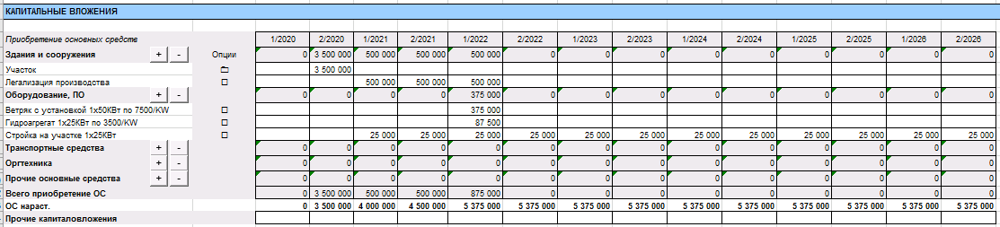 КАПИТАЛЬНЫЕ ВЛОЖЕНИЯ
Приобретение основных средств 1/2020 2/2020 1/2021 2/2021 1/2022 2/2022 1/2023 2/2023 1/2024 2/2024 1/2025 2/2025 1/2026 2/2026
Здания и сооружения + - Опции 0 3 500 000 500 000 500 000 500 000 0 0 0 0 0 0 0 0 0
Участок 3 500 000
Легализация производства 500 000 500 000 500 000
Оборудование, ПО + - 0 0 0 0 375 000 0 0 0 0 0 0 0 0 0
Ветряк с установкой 1x50КВт по 7500/KW 375 000
Гидроагрегат 1x25КВт по 3500/KW 87 500
Стройка на участке 1x25КВт 25 000 25 000 25 000 25 000 25 000 25 000 25 000 25 000 25 000 25 000 25 000 25 000
Транспортные средства + - 0 0 0 0 0 0 0 0 0 0 0 0 0 0
Оргтехника + - 0 0 0 0 0 0 0 0 0 0 0 0 0 0
Прочие основные средства + - 0 0 0 0 0 0 0 0 0 0 0 0 0 0
Всего приобретение ОС 0 3 500 000 500 000 500 000 875 000 0 0 0 0 0 0 0 0 0
ОС нараст. 0 3 500 000 4 000 000 4 500 000 5 375 000 5 375 000 5 375 000 5 375 000 5 375 000 5 375 000 5 375 000 5 375 000 5 375 000 5 375 000
Прочие капиталовложения